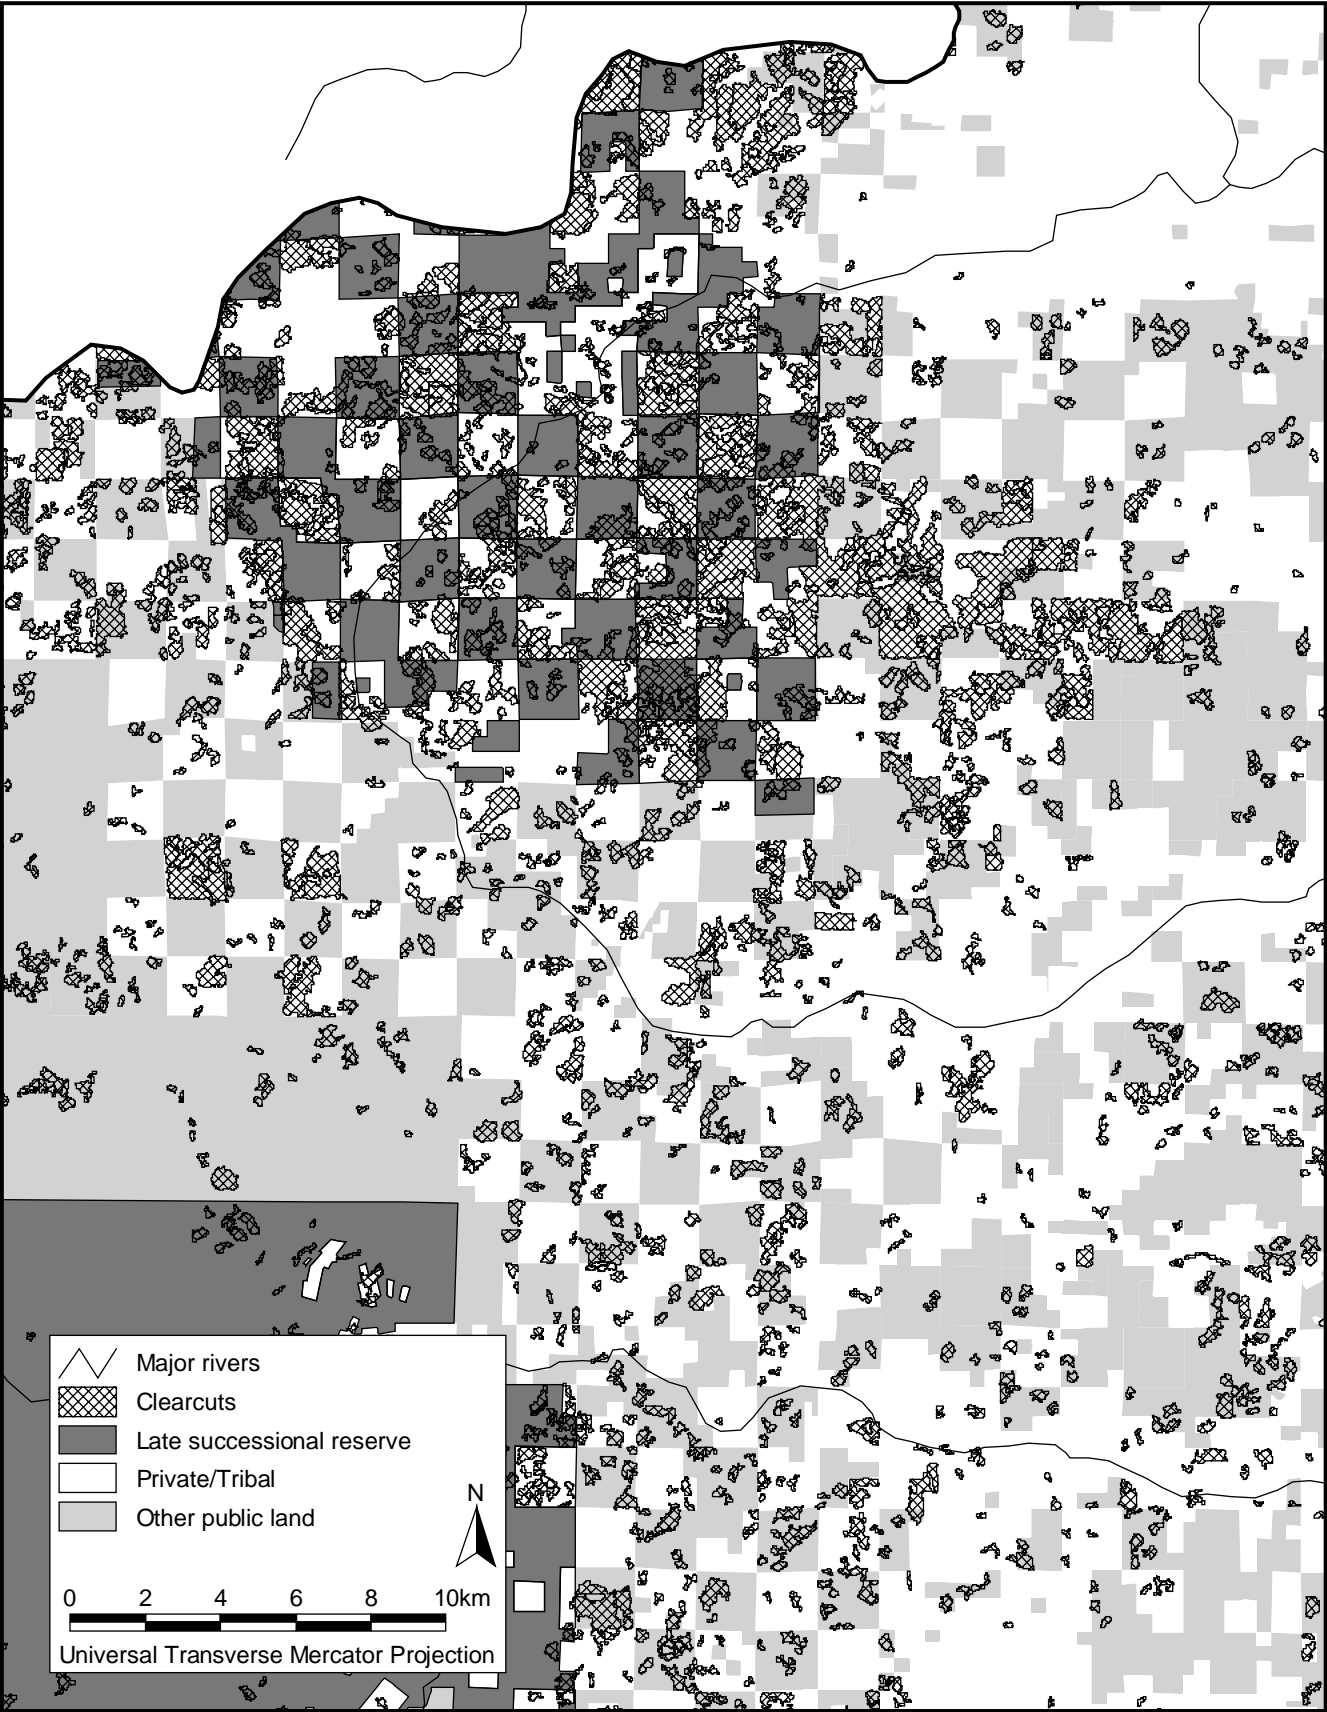 Major rivers
Clearcuts
Late successional reserve
Private/Tribal
Other public land
N
0 2 4 6 8 10km
Universal Transverse Mercator Projection